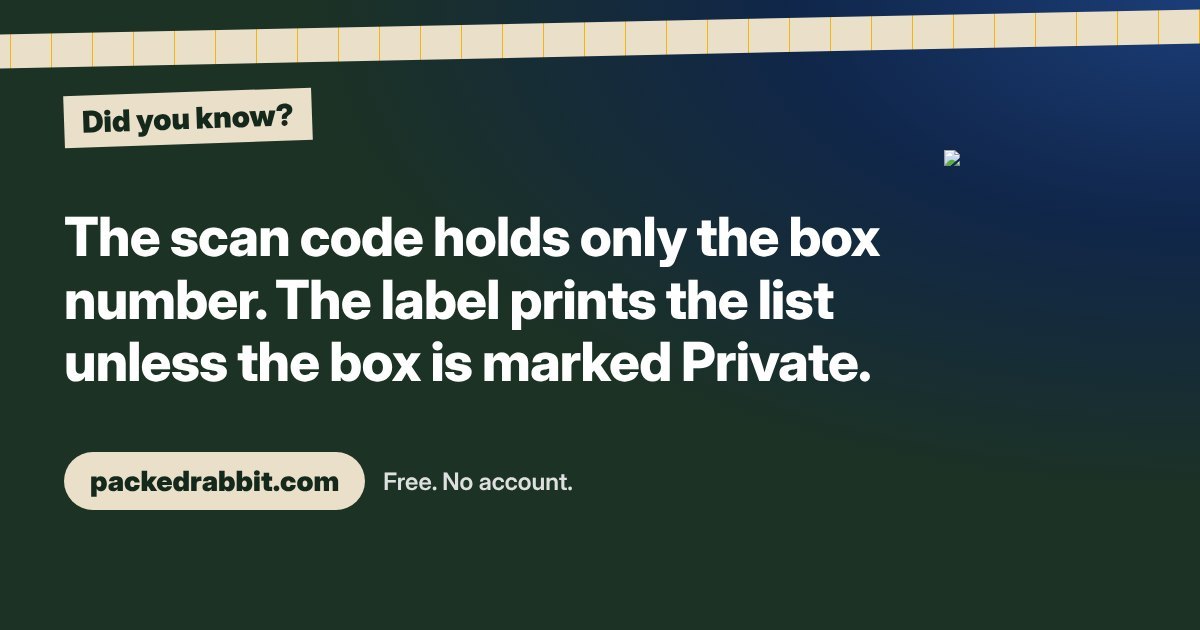 Did you know?
The scan code holds only the box
number. The label prints the list
unless the box is marked Private.
packedrabbit.com
Free. No account.